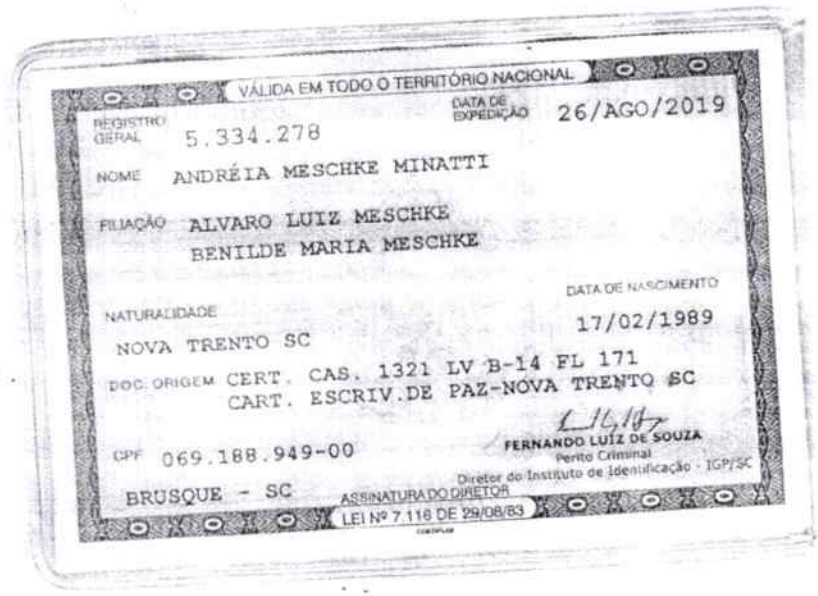 VÁLIDA EM TODO O TERRITÓRIO NACIONAL
REGISTRO GERAL 5.334.278 DATA DE EXPEDIÇÃO 26/AGO/2019
NOME ANDRÉIA MESCHKE MINATTI
FILIAÇÃO ALVARO LUIZ MESCHKE
BENILDE MARIA MESCHKE
NATURALIDADE DATA DE NASCIMENTO
NOVA TRENTO SC 17/02/1989
DOC. ORIGEM CERT. CAS. 1321 LV B-14 FL 171
CART. ESCRIV.DE PAZ-NOVA TRENTO SC
CPF 069.188.949-00
FERNANDO LUIZ DE SOUZA
Perito Criminal
Diretor do Instituto de Identificação - IGP/SC
BRUSQUE - SC
ASSINATURA DO DIRETOR
LEI Nº 7.116 DE 29/08/83